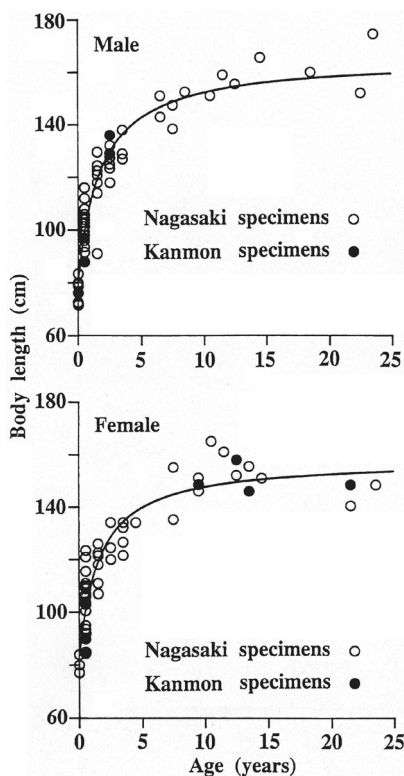 180
Male
140
Nagasaki specimens
Kanmon specimens
100
60
0 5 10 15 20 25
Body length (cm)
180
Female
140
100
Nagasaki specimens
Kanmon specimens
60
0 5 10 15 20 25
Age (years)